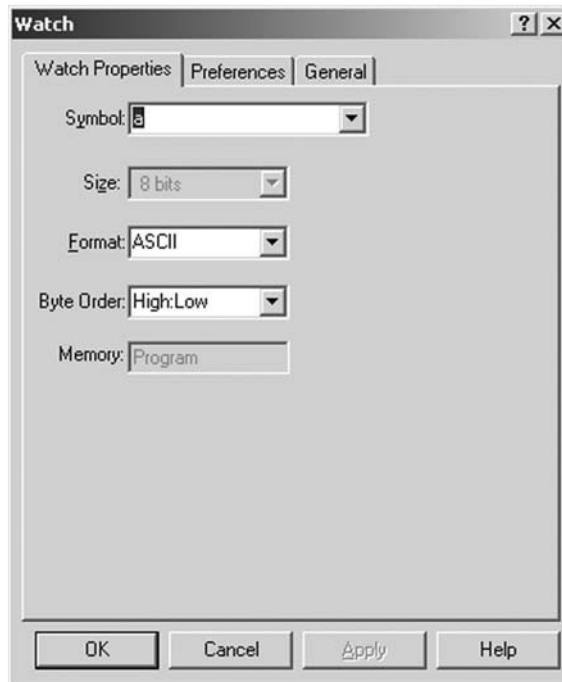 Watch
Watch Properties Preferences General
Symbol: a
Size: 8 bits
Format: ASCII
Byte Order: High:Low
Memory: Program
OK Cancel Apply Help